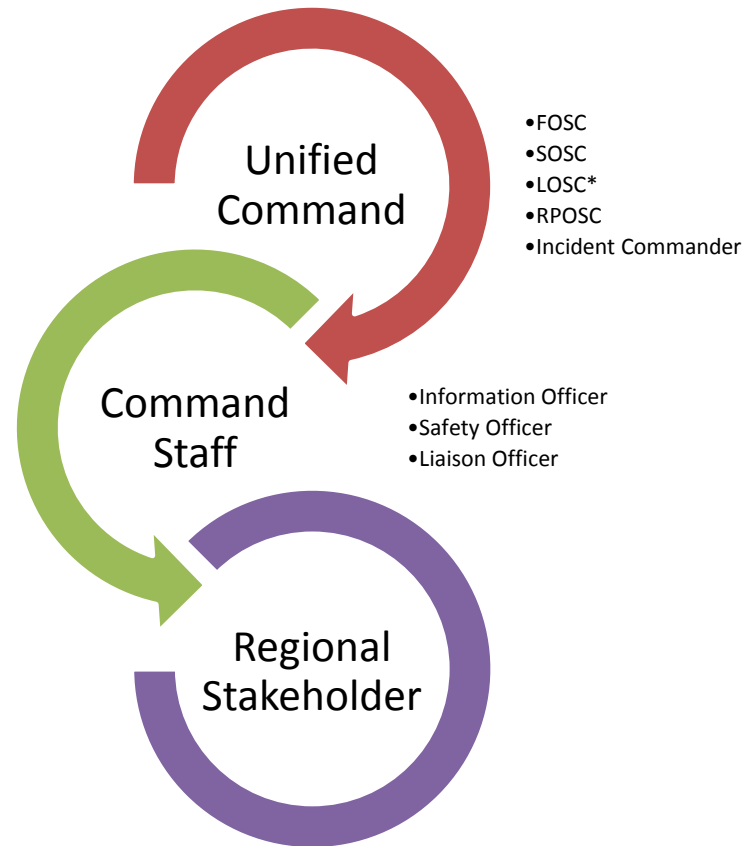 Unified
Command
•FOSC
•SOSC
•LOSC*
•RPOSC
•Incident Commander
Command
Staff
•Information Officer
•Safety Officer
•Liaison Officer
Regional
Stakeholder